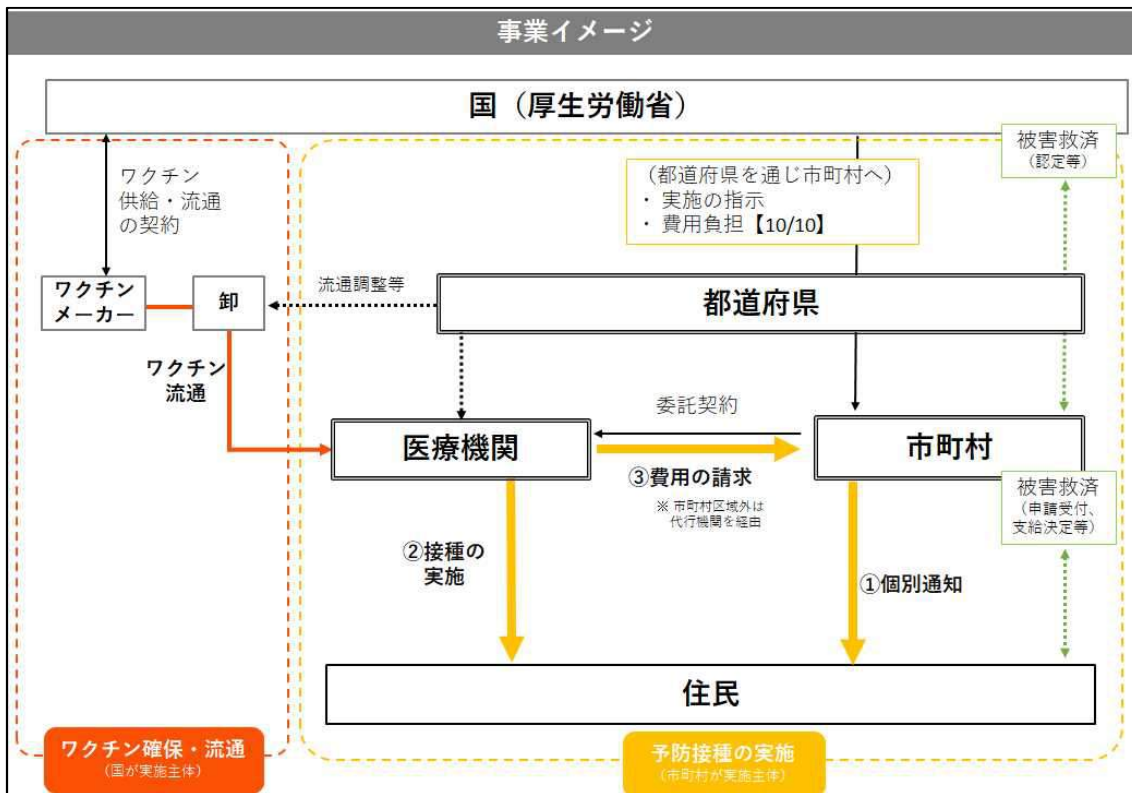 事業イメージ
国（厚生労働省）
被害救済
（認定等）
ワクチン
供給・流通
の契約
（都道府県を通じ市町村へ）
・ 実施の指示
・ 費用負担【10/10】
ワクチン
メーカー
卸
流通調整等
都道府県
ワクチン
流通
委託契約
医療機関
市町村
③費用の請求
※ 市町村区域外は
代行機関を経由
被害救済
（申請受付、
支給決定等）
②接種の
実施
①個別通知
住民
ワクチン確保・流通
（国が実施主体）
予防接種の実施
（市町村が実施主体）